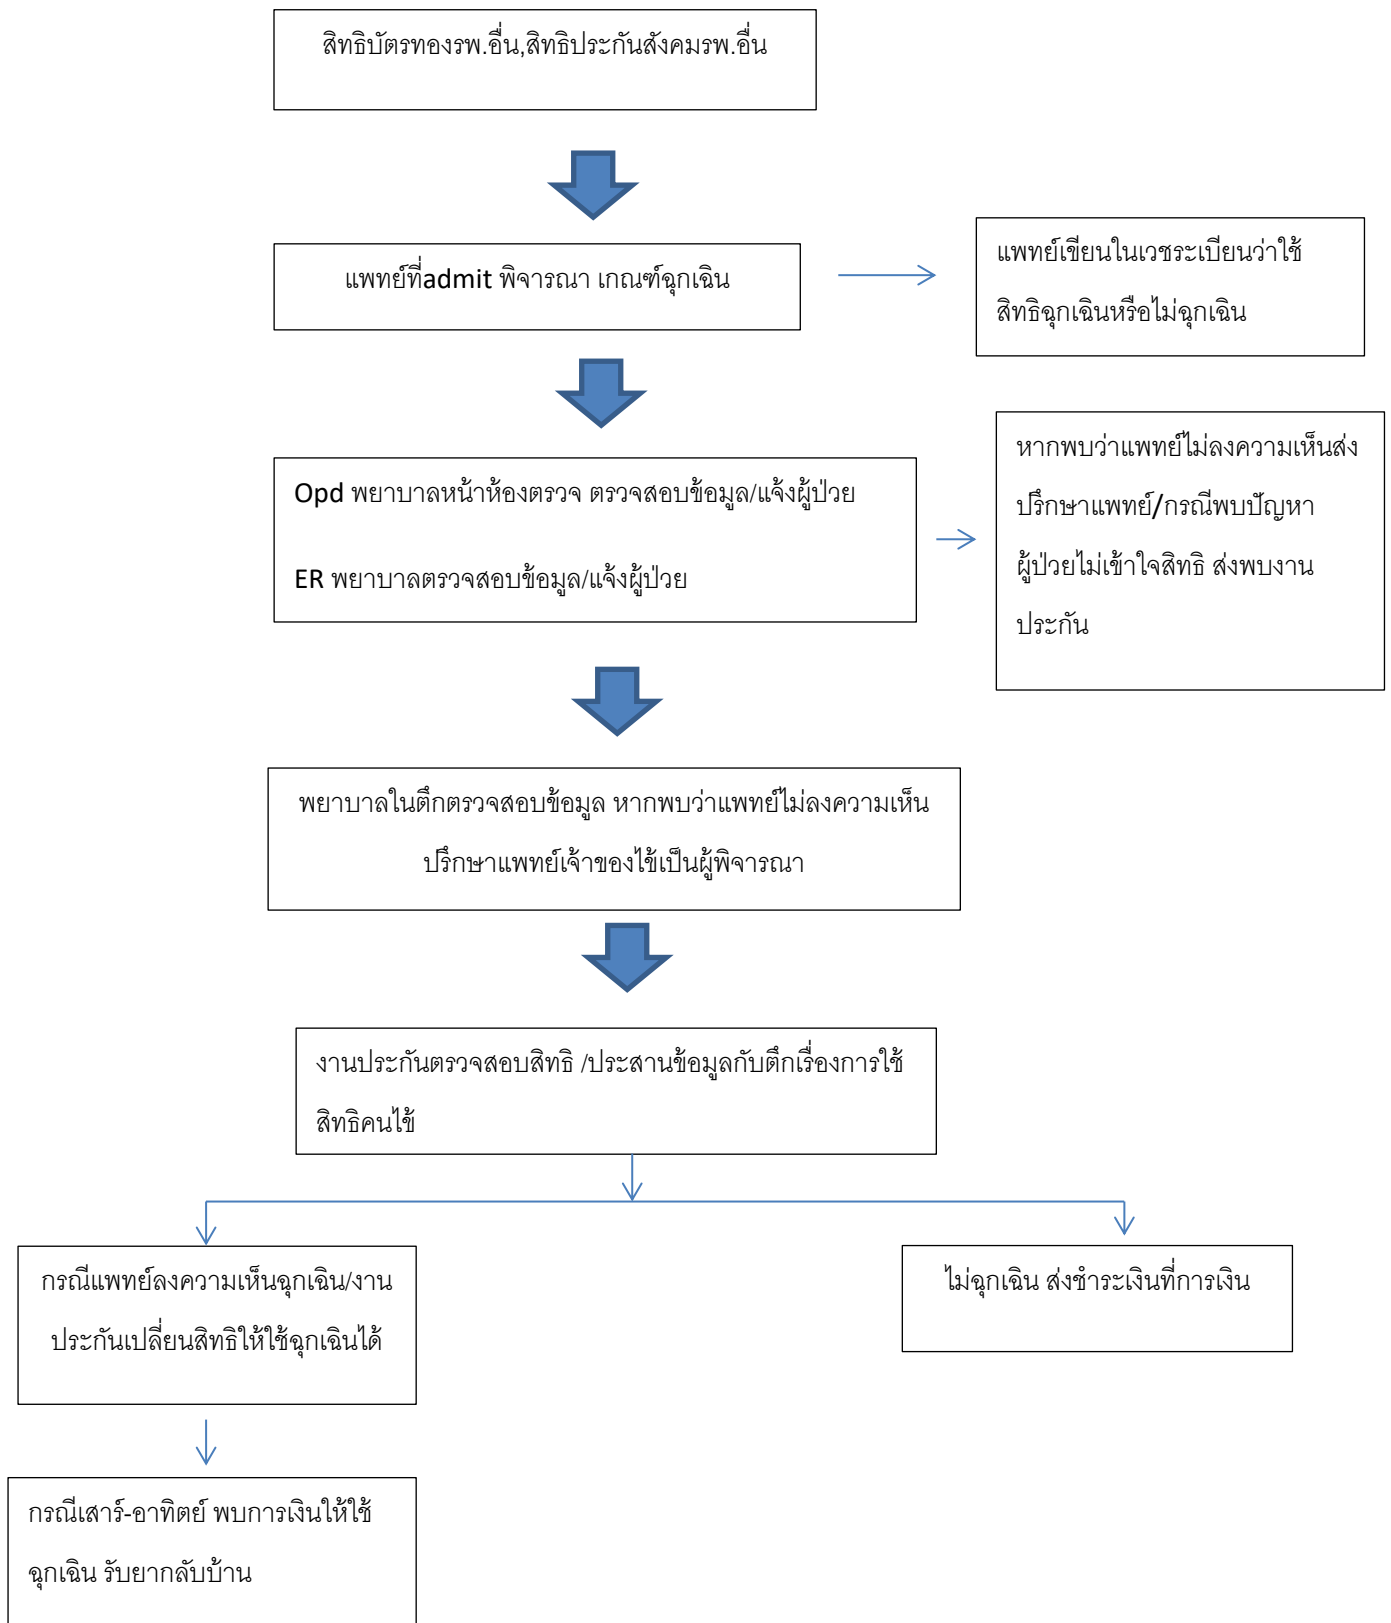 สิทธิบัตรทองรพ.อื่น,สิทธิประกันสังคมรพ.อื่น
แพทย์ที่admit พิจารณา เกณฑ์ฉุกเฉิน
แพทย์เขียนในเวชระเบียนว่าใช้
สิทธิฉุกเฉินหรือไม่ฉุกเฉิน
Opd พยาบาลหน้าห้องตรวจ ตรวจสอบข้อมูล/แจ้งผู้ป่วย
ER พยาบาลตรวจสอบข้อมูล/แจ้งผู้ป่วย
หากพบว่าแพทย์ไม่ลงความเห็นส่ง
ปรึกษาแพทย์/กรณีพบปัญหา
ผู้ป่วยไม่เข้าใจสิทธิ ส่งพบงาน
ประกัน
พยาบาลในตึกตรวจสอบข้อมูล หากพบว่าแพทย์ไม่ลงความเห็น
ปรึกษาแพทย์เจ้าของไข้เป็นผู้พิจารณา
งานประกันตรวจสอบสิทธิ /ประสานข้อมูลกับตึกเรื่องการใช้
สิทธิคนไข้
กรณีแพทย์ลงความเห็นฉุกเฉิน/งาน
ประกันเปลี่ยนสิทธิให้ใช้ฉุกเฉินได้
ไม่ฉุกเฉิน ส่งชำระเงินที่การเงิน
กรณีเสาร์-อาทิตย์ พบการเงินให้ใช้
ฉุกเฉิน รับยากลับบ้าน